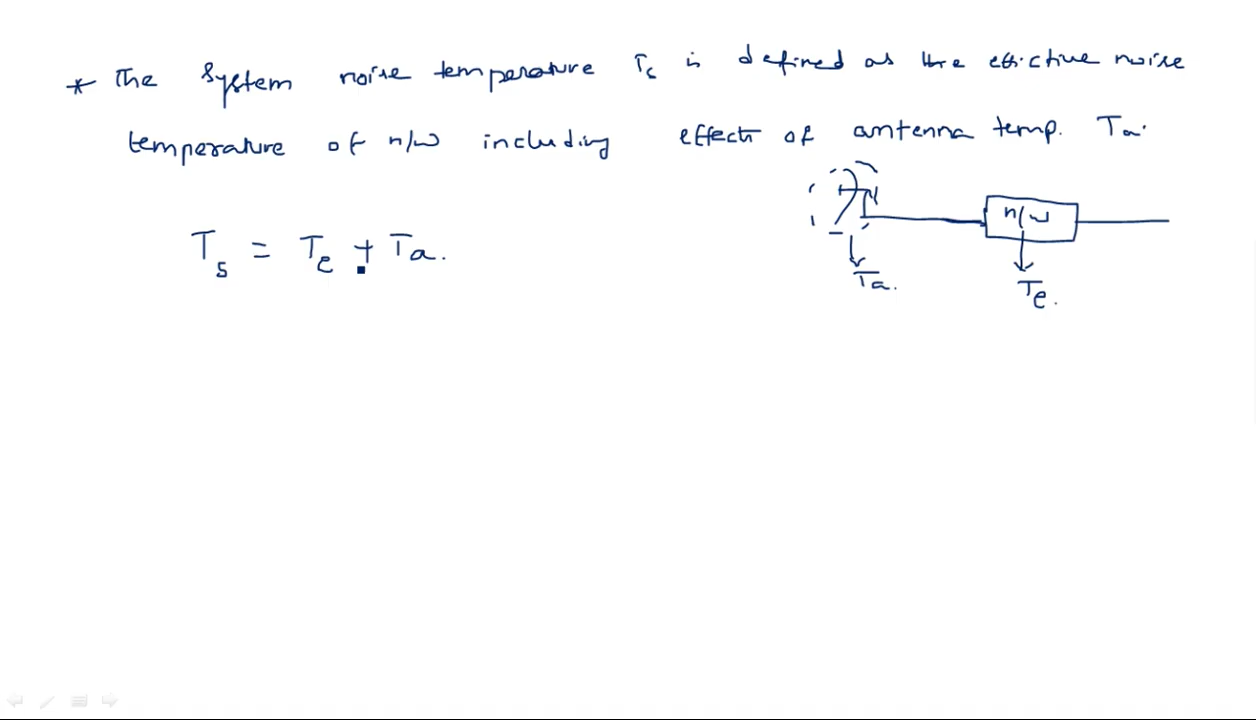 * The system noise temperature Ts is defined as the effective noise
temperature of n/w including effect of antenna temp. Ta.
n/w
Ts = Te + Ta.
Ta.
Te.